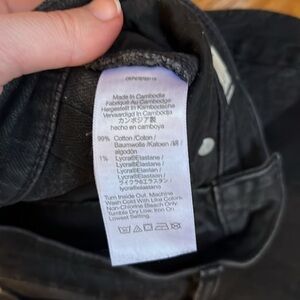 Made In Cambodia
Fabriqué Au Cambodge
Hergestellt In Kambodscha
Vervaardigd In Cambodja
カンボジア製
hecho en camboya
99% Cotton /Coton /
Baumwolle /Katoen /綿/
algodón
1% Lycra®Elastane /
Lycra®Elastane /
Lycra®Elasthan /
Lycra®Elastaan /
ライクラ®エラスタン /
Lycra®Elastano
Turn Inside Out. Machine
Wash Cold With Like Colors.
Non-Chlorine Bleach Only.
Tumble Dry Low, Iron On
Lowest Setting.